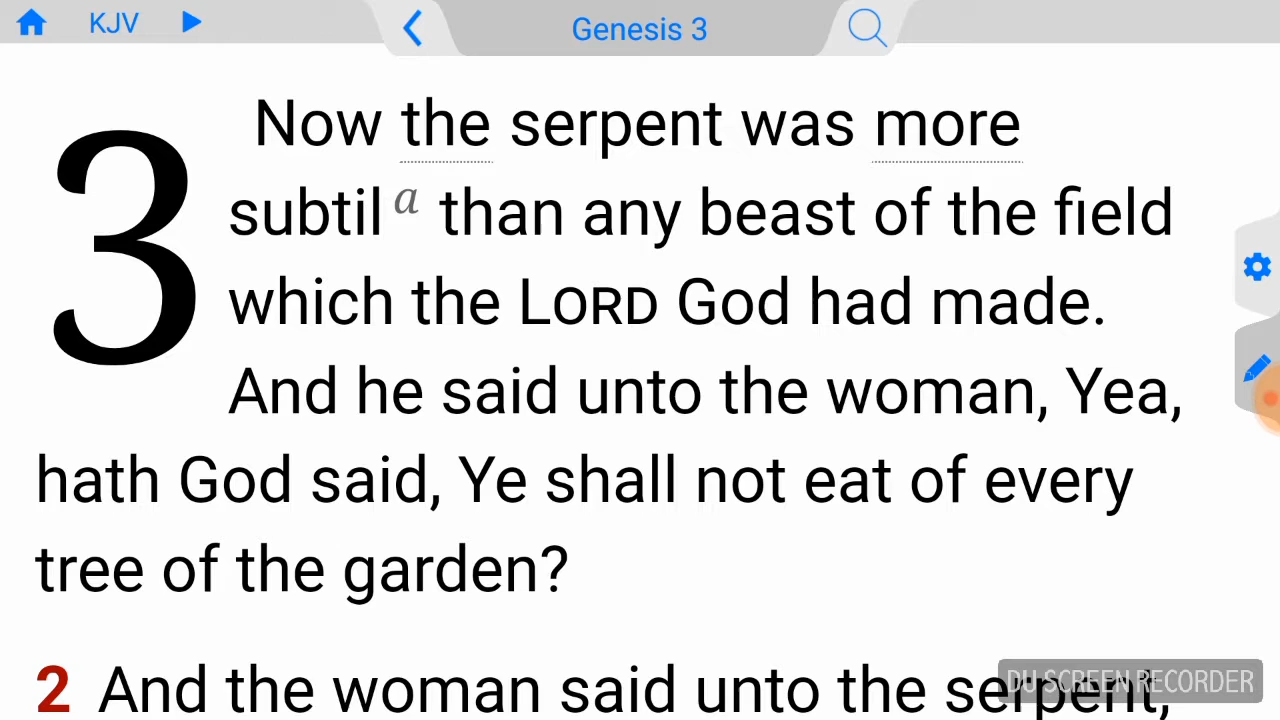 KJV
Genesis 3
3 Now the serpent was more
subtil a than any beast of the field
which the LORD God had made.
And he said unto the woman, Yea,
hath God said, Ye shall not eat of every
tree of the garden?
2 And the woman said unto the serpent,
DU SCREEN RECORDER